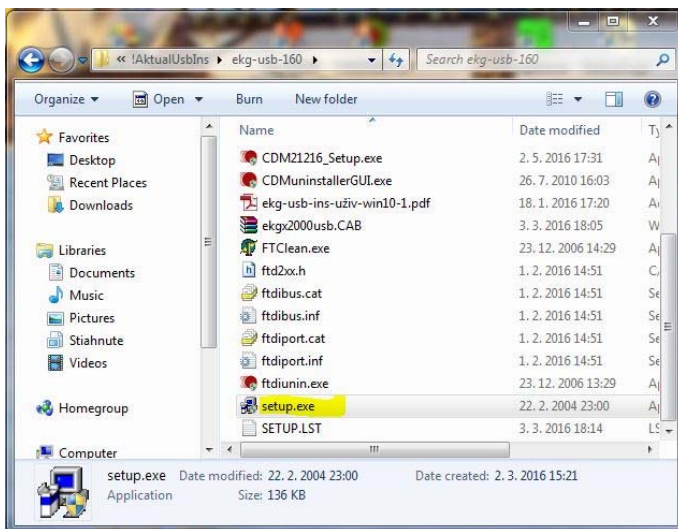 « !AktualUsbIns ▸ ekg-usb-160 ▸ Search ekg-usb-160
Organize Open Burn New folder
Name Date modified Ty
Favorites
Desktop
Recent Places
Downloads
Libraries
Documents
Music
Pictures
Stiahnute
Videos
Homegroup
Computer
CDM21216_Setup.exe 2. 5. 2016 17:31 A
CDMuninstallerGUI.exe 26. 7. 2010 16:03 A
ekg-usb-ins-uživ-win10-1.pdf 18. 1. 2016 17:20 A
ekgx2000usb.CAB 3. 3. 2016 18:05 W
FTClean.exe 23. 12. 2006 14:29 A
ftd2xx.h 1. 2. 2016 14:51 C
ftdibus.cat 1. 2. 2016 14:51 Se
ftdibus.inf 1. 2. 2016 14:51 Se
ftdiport.cat 1. 2. 2016 14:51 Se
ftdiport.inf 1. 2. 2016 14:51 Se
ftdiunin.exe 23. 12. 2006 13:29 A
setup.exe 22. 2. 2004 23:00 A
SETUP.LST 3. 3. 2016 18:14 LS
setup.exe Date modified: 22. 2. 2004 23:00 Date created: 2. 3. 2016 15:21
Application Size: 136 KB